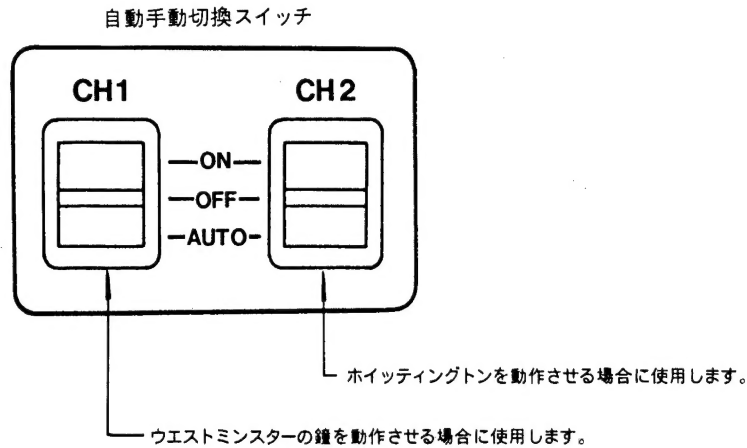 自動手動切換スイッチ
CH1 CH2
ON
OFF
AUTO
ホイッティングトンを動作させる場合に使用します。
ウエストミンスターの鐘を動作させる場合に使用します。